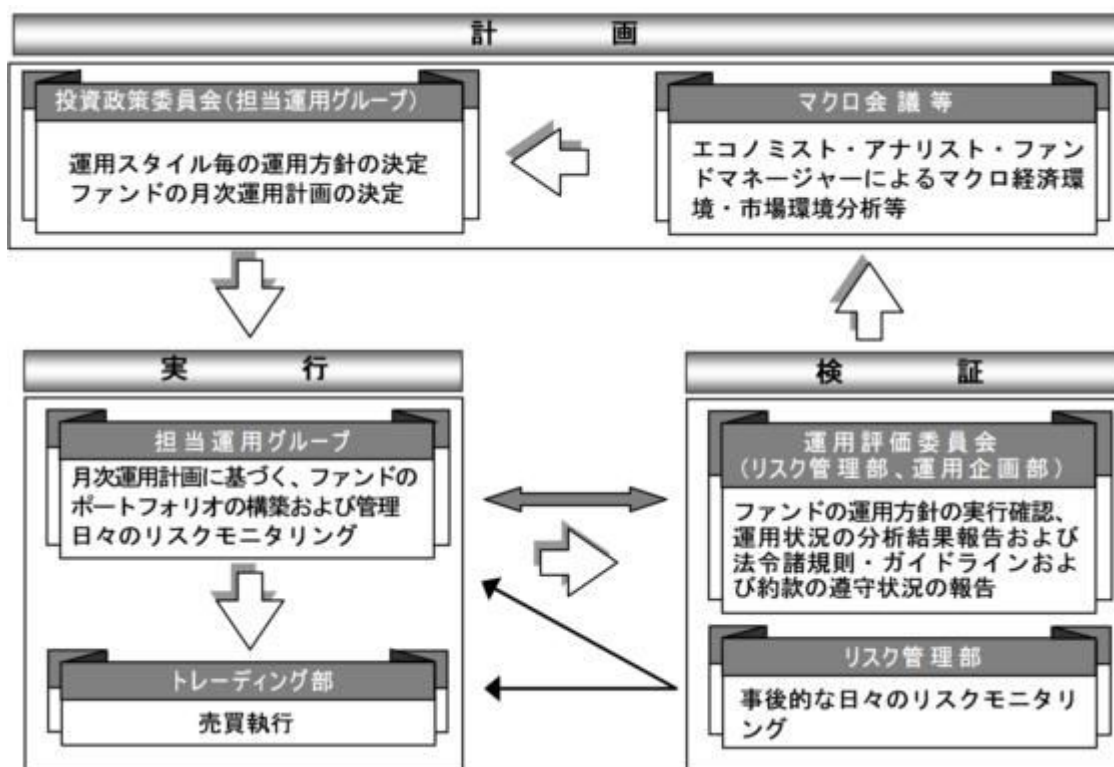 計画
投資政策委員会(担当運用グループ)
運用スタイル毎の運用方針の決定
ファンドの月次運用計画の決定
マクロ会議等
エコノミスト・アナリスト・ファン
ドマネージャーによるマクロ経済環
境・市場環境分析等
実行
担当運用グループ
月次運用計画に基づく、ファンドの
ポートフォリオの構築および管理
日々のリスクモニタリング
トレーディング部
売買執行
検証
運用評価委員会
(リスク管理部、運用企画部)
ファンドの運用方針の実行確認、
運用状況の分析結果報告および
法令諸規則・ガイドラインおよ
び約款の遵守状況の報告
リスク管理部
事後的な日々のリスクモニタリ
ング